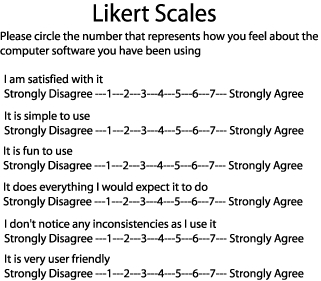 Likert Scales
Please circle the number that represents how you feel about the
computer software you have been using
I am satisfied with it
Strongly Disagree ---1---2---3---4---5---6---7--- Strongly Agree
It is simple to use
Strongly Disagree ---1---2---3---4---5---6---7--- Strongly Agree
It is fun to use
Strongly Disagree ---1---2---3---4---5---6---7--- Strongly Agree
It does everything I would expect it to do
Strongly Disagree ---1---2---3---4---5---6---7--- Strongly Agree
I don't notice any inconsistencies as I use it
Strongly Disagree ---1---2---3---4---5---6---7--- Strongly Agree
It is very user friendly
Strongly Disagree ---1---2---3---4---5---6---7--- Strongly Agree